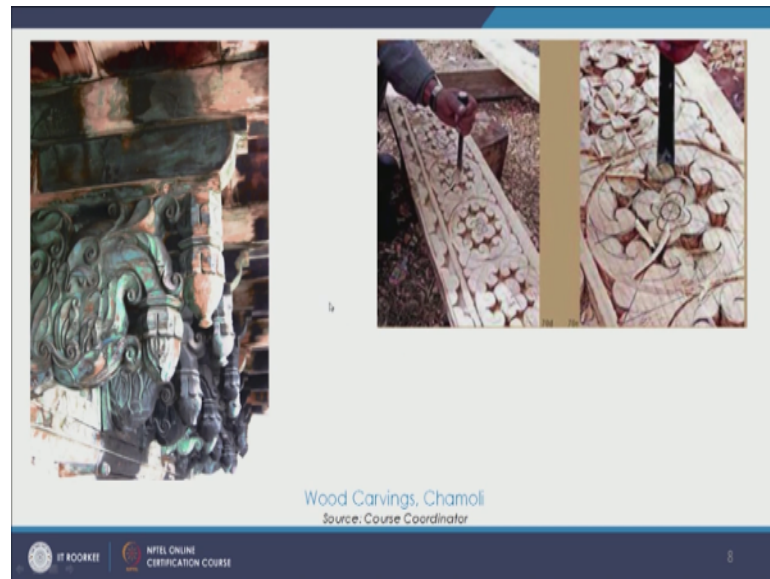 Wood Carvings, Chamoli
Source: Course Coordinator
IIT ROORKEE
NPTEL ONLINE
CERTIFICATION COURSE
8